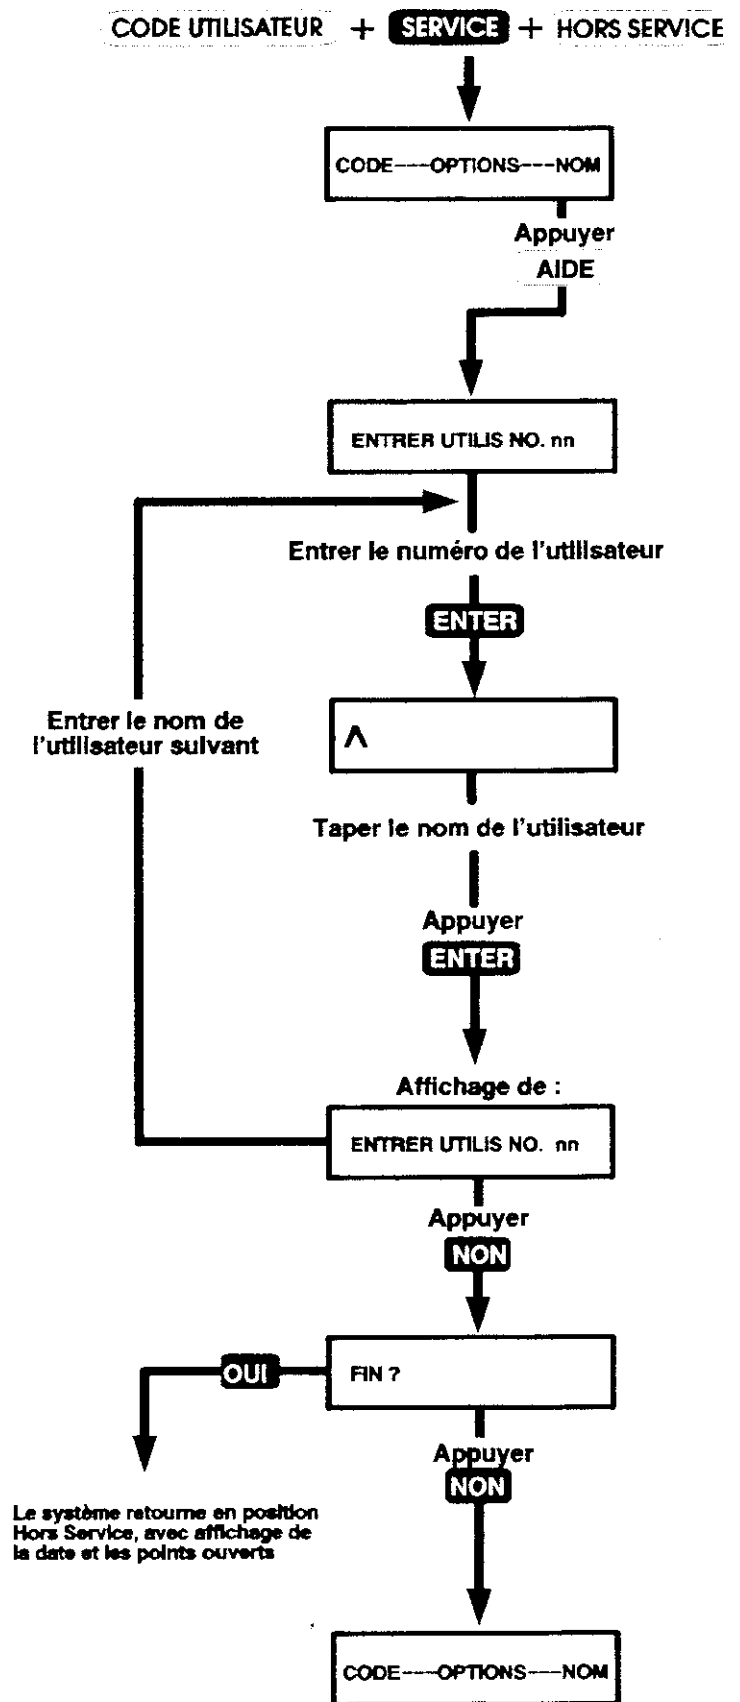 CODE UTILISATEUR + SERVICE + HORS SERVICE
CODE----OPTIONS---NOM
Appuyer
AIDE
ENTRER UTILIS NO. nn
Entrer le numéro de l'utilisateur
ENTER
Entrer le nom de
l'utilisateur suivant
Λ
Taper le nom de l'utilisateur
Appuyer
ENTER
Affichage de :
ENTRER UTILIS NO. nn
Appuyer
NON
OUI
FIN ?
Appuyer
NON
Le système retourne en position
Hors Service, avec affichage de
la date et les points ouverts
CODE----OPTIONS---NOM